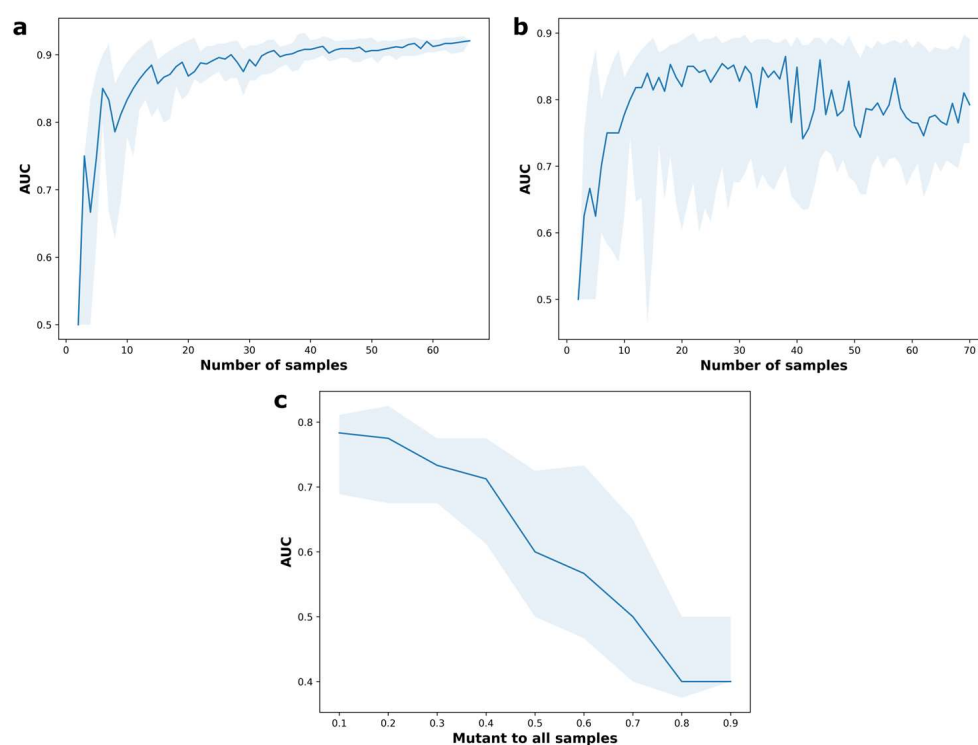 a
0.9
0.8
0.7
0.6
0.5
AUC
0 10 20 30 40 50 60
Number of samples
b
0.9
0.8
0.7
0.6
0.5
AUC
0 10 20 30 40 50 60 70
Number of samples
c
0.8
0.7
0.6
0.5
0.4
AUC
0.1 0.2 0.3 0.4 0.5 0.6 0.7 0.8 0.9
Mutant to all samples